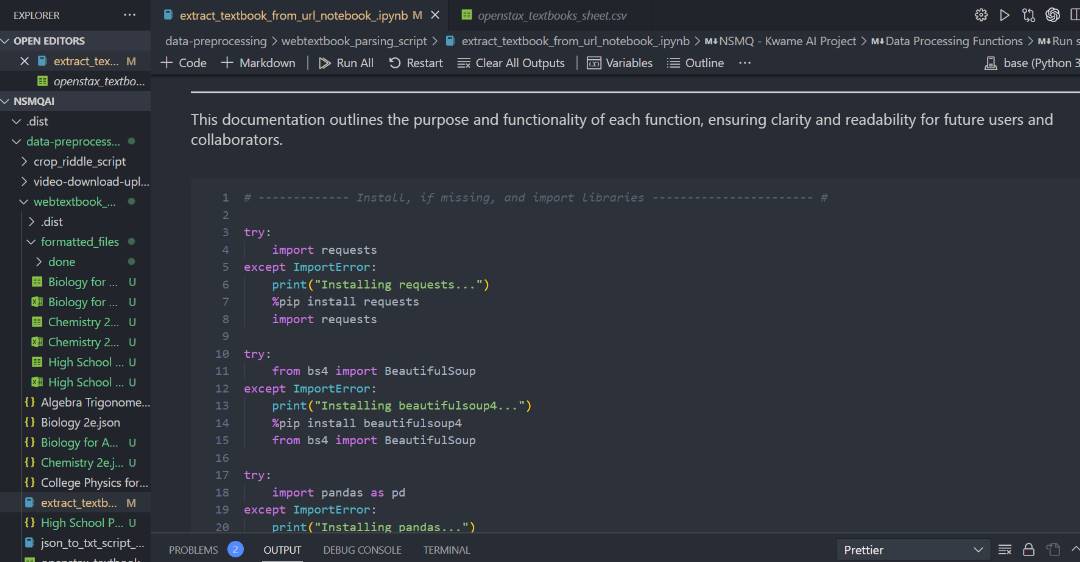 EXPLORER ···
extract_textbook_from_url_notebook_.ipynb M
openstax_textbooks_sheet.csv
OPEN EDITORS
data-preprocessing > webtextbook_parsing_script > extract_textbook_from_url_notebook_.ipynb > M↓NSMQ - Kwame AI Project > M↓Data Processing Functions > M↓Run s
extract_tex... M
+ Code + Markdown Run All Restart Clear All Outputs Variables Outline ··· base (Python 3
openstax_textbo...
NSMQAI
.dist
data-preprocess...
crop_riddle_script
video-download-upl...
webtextbook_...
.dist
formatted_files
done
Biology for ... U
Biology for ... U
Chemistry 2... U
Chemistry 2... U
High School ... U
High School ... U
{} Algebra Trigonome...
{} Biology 2e.json
{} Biology for A... U
{} Chemistry 2e.j... U
{} College Physics for...
extract_textb... M
{} High School P... U
json_to_txt_script_...
This documentation outlines the purpose and functionality of each function, ensuring clarity and readability for future users and
collaborators.
1 # ------------- Install, if missing, and import libraries ----------------------- #
2
3 try:
4 import requests
5 except ImportError:
6 print("Installing requests...")
7 %pip install requests
8 import requests
9
10 try:
11 from bs4 import BeautifulSoup
12 except ImportError:
13 print("Installing beautifulsoup4...")
14 %pip install beautifulsoup4
15 from bs4 import BeautifulSoup
16
17 try:
18 import pandas as pd
19 except ImportError:
20 print("Installing pandas...")
PROBLEMS 2 OUTPUT DEBUG CONSOLE TERMINAL Prettier